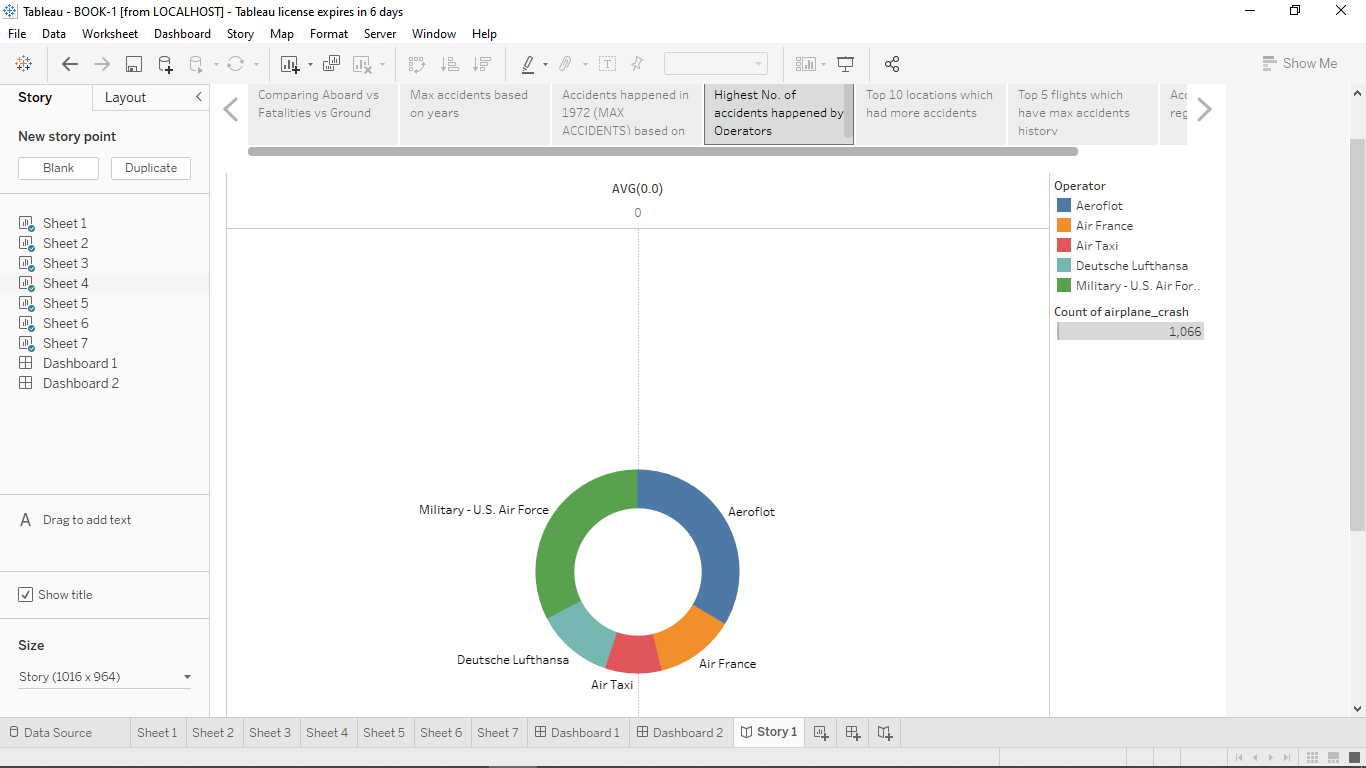 Tableau - BOOK-1 [from LOCALHOST] - Tableau license expires in 6 days
File Data Worksheet Dashboard Story Map Format Server Window Help
Show Me
Story Layout
New story point
Blank Duplicate
Sheet 1
Sheet 2
Sheet 3
Sheet 4
Sheet 5
Sheet 6
Sheet 7
Dashboard 1
Dashboard 2
A Drag to add text
Show title
Size
Story (1016 x 964)
Comparing Aboard vs
Fatalities vs Ground
Max accidents based
on years
Accidents happened in
1972 (MAX
ACCIDENTS) based on
Highest No. of
accidents happened by
Operators
Top 10 locations which
had more accidents
Top 5 flights which
have max accidents
history
AVG(0.0)
0
Military - U.S. Air Force
Aeroflot
Deutsche Lufthansa
Air France
Air Taxi
Operator
Aeroflot
Air France
Air Taxi
Deutsche Lufthansa
Military - U.S. Air For..
Count of airplane_crash
1,066
Data Source Sheet 1 Sheet 2 Sheet 3 Sheet 4 Sheet 5 Sheet 6 Sheet 7 Dashboard 1 Dashboard 2 Story 1